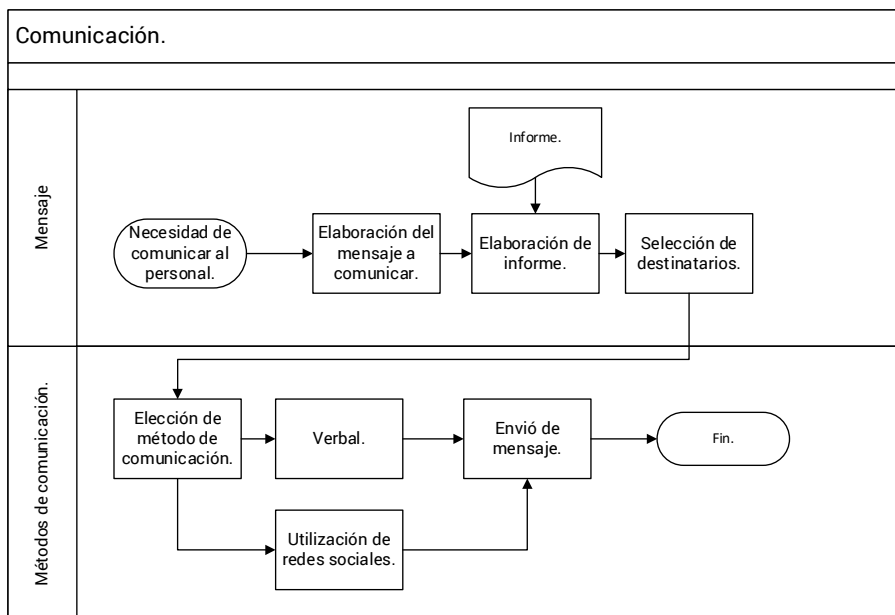 Comunicación.
Mensaje
Informe.
Necesidad de
comunicar al
personal.
Elaboración del
mensaje a
comunicar.
Elaboración de
informe.
Selección de
destinatarios.
Métodos de comunicación.
Elección de
método de
comunicación.
Verbal.
Envió de
mensaje.
Fin.
Utilización de
redes sociales.